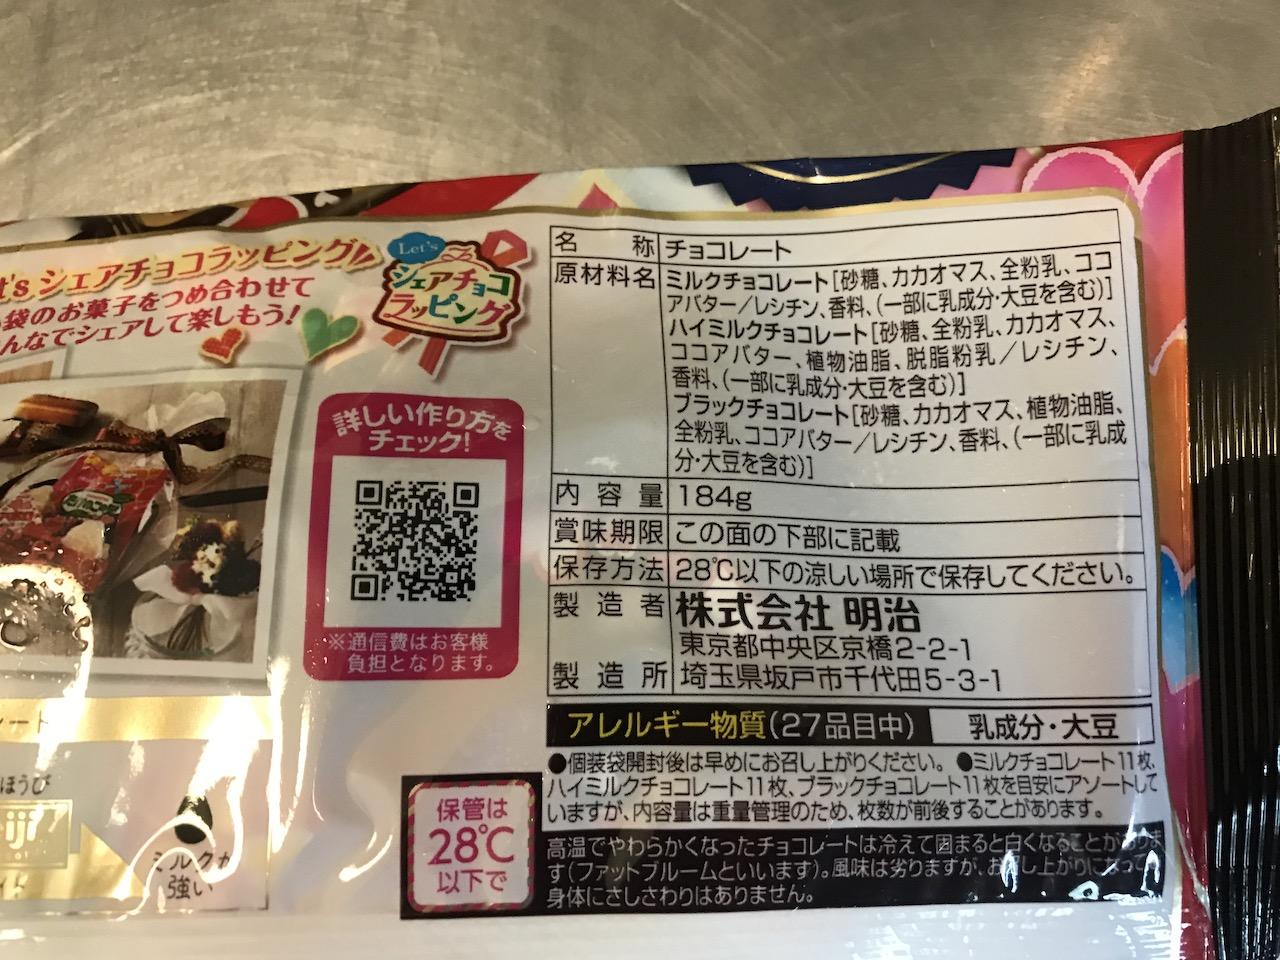 t's シェアチョコラッピング
袋のお菓子をつめ合わせて
んなでシェアして楽しもう!
Let's
シェアチョコ
ラッピング
詳しい作り方を
チェック!
※通信費はお客様
負担となります。
ート
ほうび
ミルクが
強い
名称 チョコレート
原材料名 ミルクチョコレート[砂糖、カカオマス、全粉乳、ココ
アバター/レシチン、香料、(一部に乳成分・大豆を含む)]
ハイミルクチョコレート[砂糖、全粉乳、カカオマス、
ココアバター、植物油脂、脱脂粉乳/レシチン、
香料、(一部に乳成分・大豆を含む)]
ブラックチョコレート[砂糖、カカオマス、植物油脂、
全粉乳、ココアバター/レシチン、香料、(一部に乳成
分・大豆を含む)]
内容量 184g
賞味期限 この面の下部に記載
保存方法 28℃以下の涼しい場所で保存してください。
製造者 株式会社 明治
東京都中央区京橋2-2-1
製造所 埼玉県坂戸市千代田5-3-1
アレルギー物質(27品目中) 乳成分・大豆
●個装袋開封後は早めにお召し上がりください。 ●ミルクチョコレート11枚、
ハイミルクチョコレート11枚、ブラックチョコレート11枚を目安にアソートして
いますが、内容量は重量管理のため、枚数が前後することがあります。
保管は
28℃
以下で
高温でやわらかくなったチョコレートは冷えて固まると白くなることがありま
す(ファットブルームといいます)。風味は劣りますが、お召し上がりになっても
身体にさしさわりはありません。